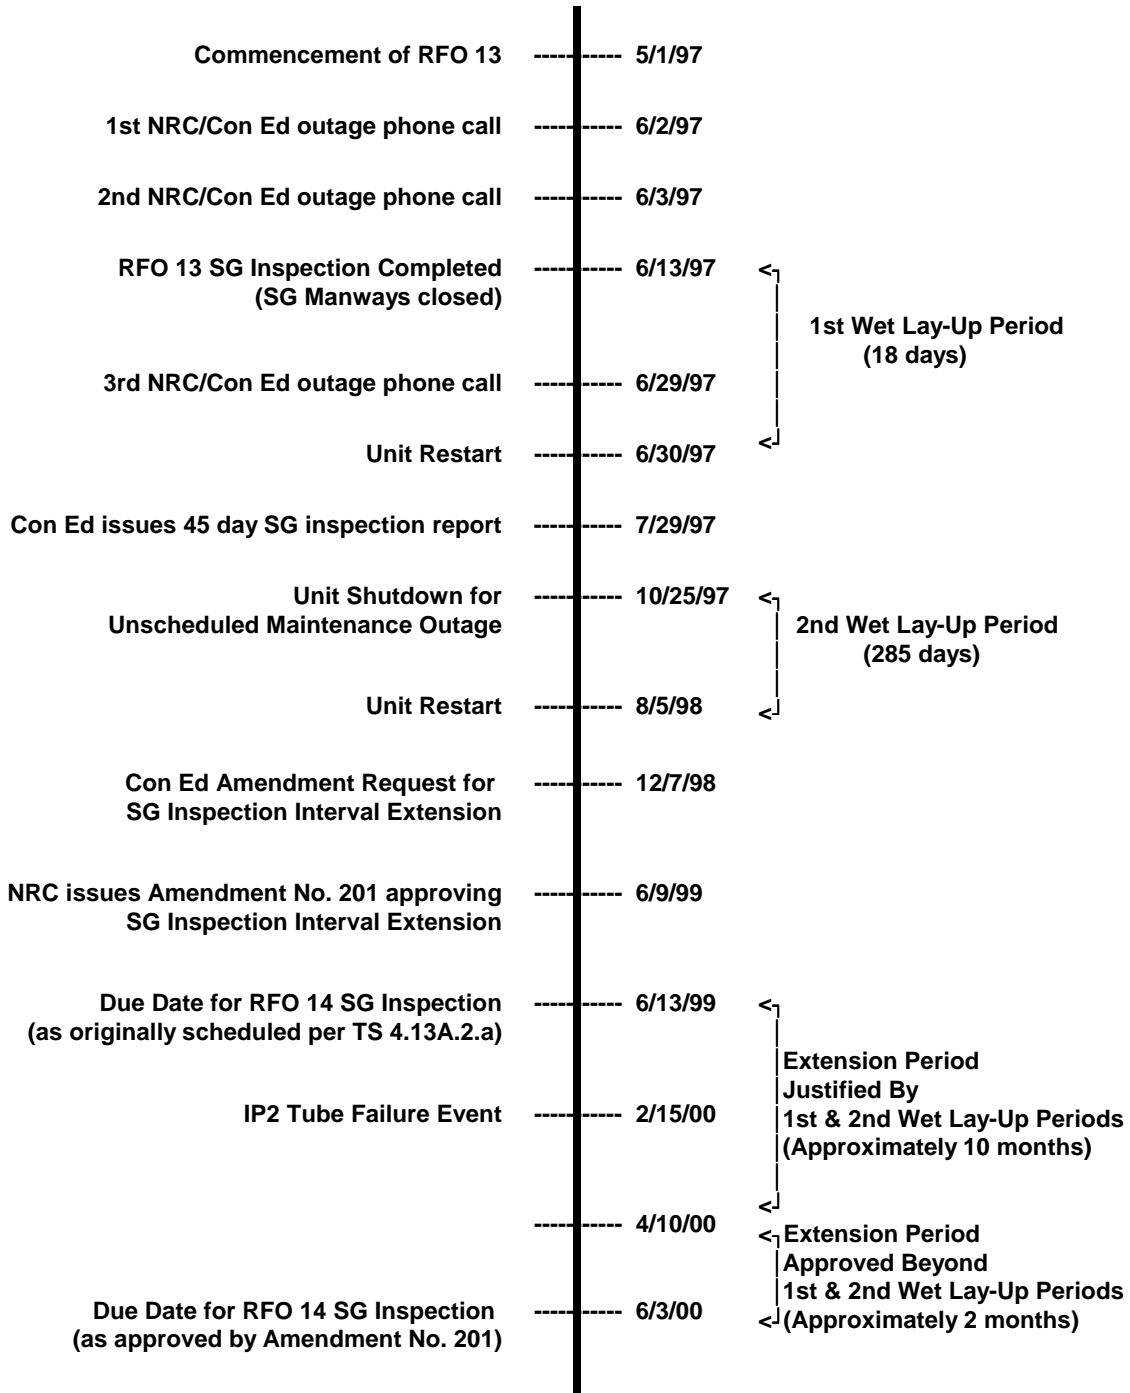 Commencement of RFO 13 ----------- 5/1/97
1st NRC/Con Ed outage phone call ----------- 6/2/97
2nd NRC/Con Ed outage phone call ----------- 6/3/97
RFO 13 SG Inspection Completed ----------- 6/13/97
(SG Manways closed)
1st Wet Lay-Up Period
(18 days)
3rd NRC/Con Ed outage phone call ----------- 6/29/97
Unit Restart ----------- 6/30/97
Con Ed issues 45 day SG inspection report ----------- 7/29/97
Unit Shutdown for ----------- 10/25/97
Unscheduled Maintenance Outage
2nd Wet Lay-Up Period
(285 days)
Unit Restart ----------- 8/5/98
Con Ed Amendment Request for ----------- 12/7/98
SG Inspection Interval Extension
NRC issues Amendment No. 201 approving ----------- 6/9/99
SG Inspection Interval Extension
Due Date for RFO 14 SG Inspection ----------- 6/13/99
(as originally scheduled per TS 4.13A.2.a)
Extension Period
Justified By
1st & 2nd Wet Lay-Up Periods
(Approximately 10 months)
IP2 Tube Failure Event ----------- 2/15/00
----------- 4/10/00
Extension Period
Approved Beyond
1st & 2nd Wet Lay-Up Periods
(Approximately 2 months)
Due Date for RFO 14 SG Inspection ----------- 6/3/00
(as approved by Amendment No. 201)